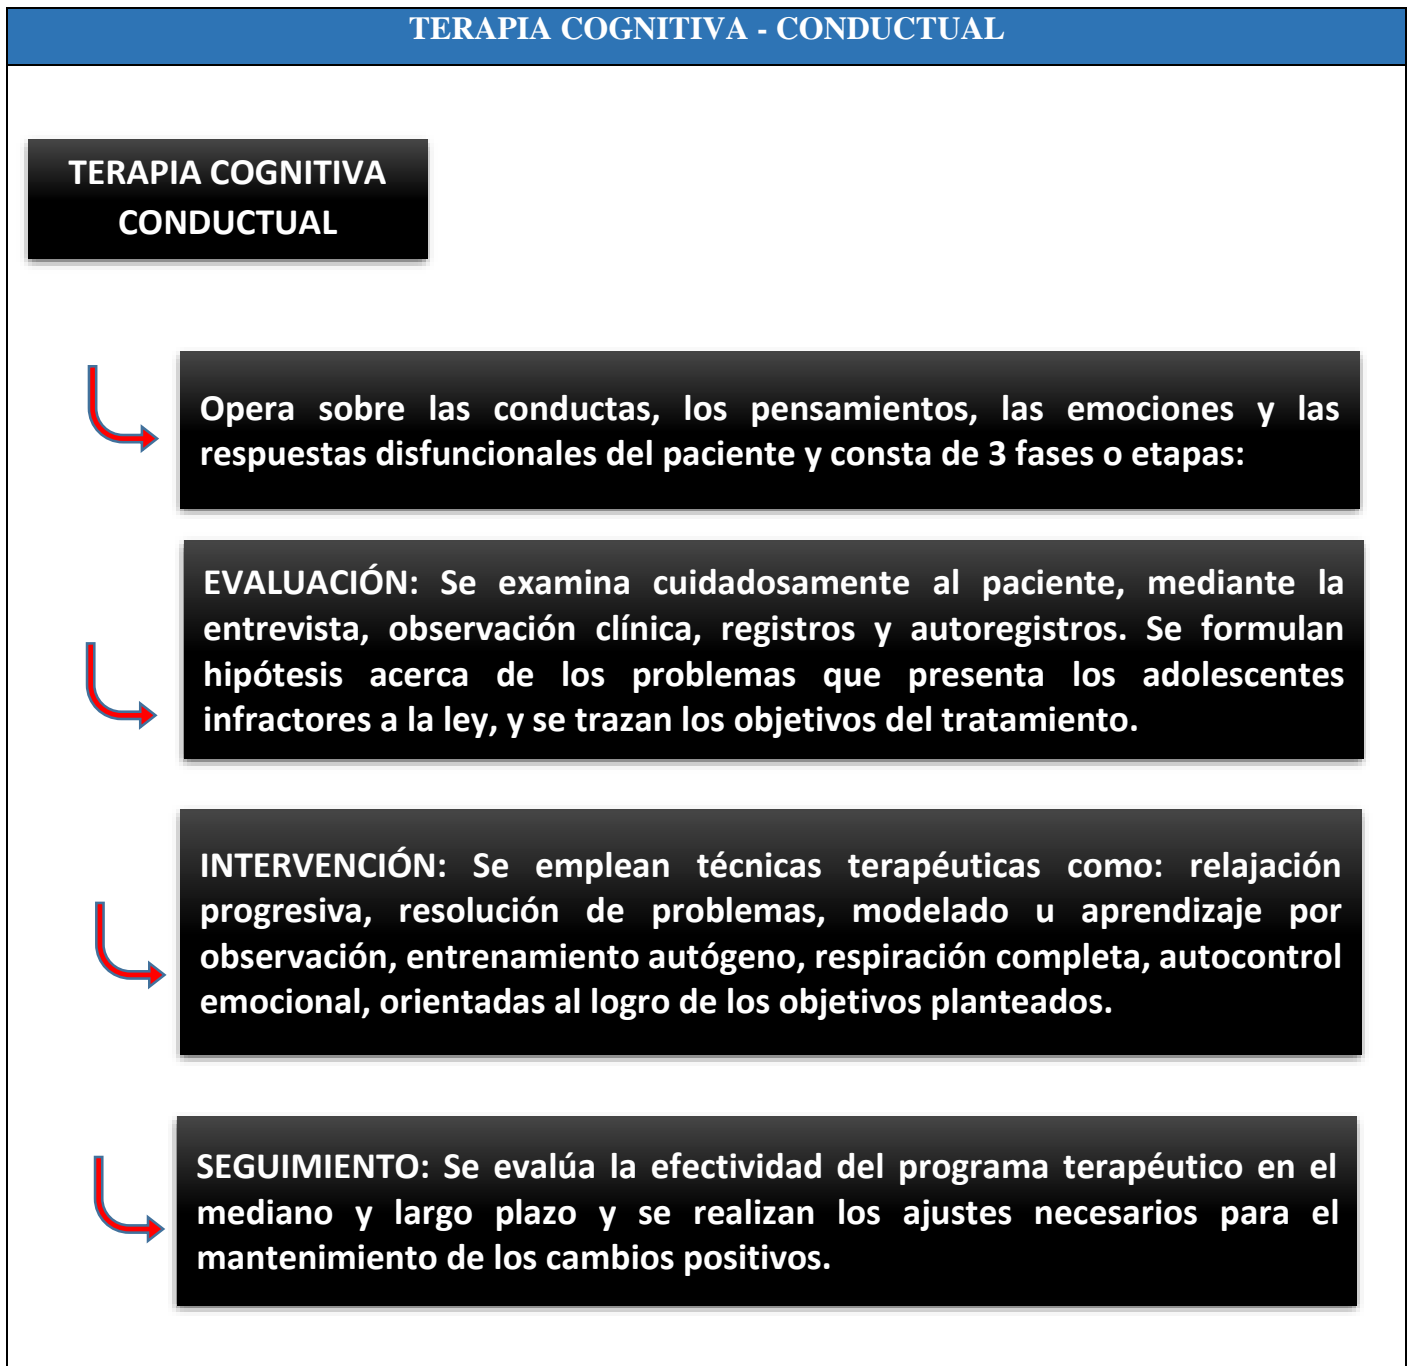 TERAPIA COGNITIVA - CONDUCTUAL
TERAPIA COGNITIVA
CONDUCTUAL
Opera sobre las conductas, los pensamientos, las emociones y las
respuestas disfuncionales del paciente y consta de 3 fases o etapas:
EVALUACIÓN: Se examina cuidadosamente al paciente, mediante la
entrevista, observación clínica, registros y autoregistros. Se formulan
hipótesis acerca de los problemas que presenta los adolescentes
infractores a la ley, y se trazan los objetivos del tratamiento.
INTERVENCIÓN: Se emplean técnicas terapéuticas como: relajación
progresiva, resolución de problemas, modelado u aprendizaje por
observación, entrenamiento autógeno, respiración completa, autocontrol
emocional, orientadas al logro de los objetivos planteados.
SEGUIMIENTO: Se evalúa la efectividad del programa terapéutico en el
mediano y largo plazo y se realizan los ajustes necesarios para el
mantenimiento de los cambios positivos.